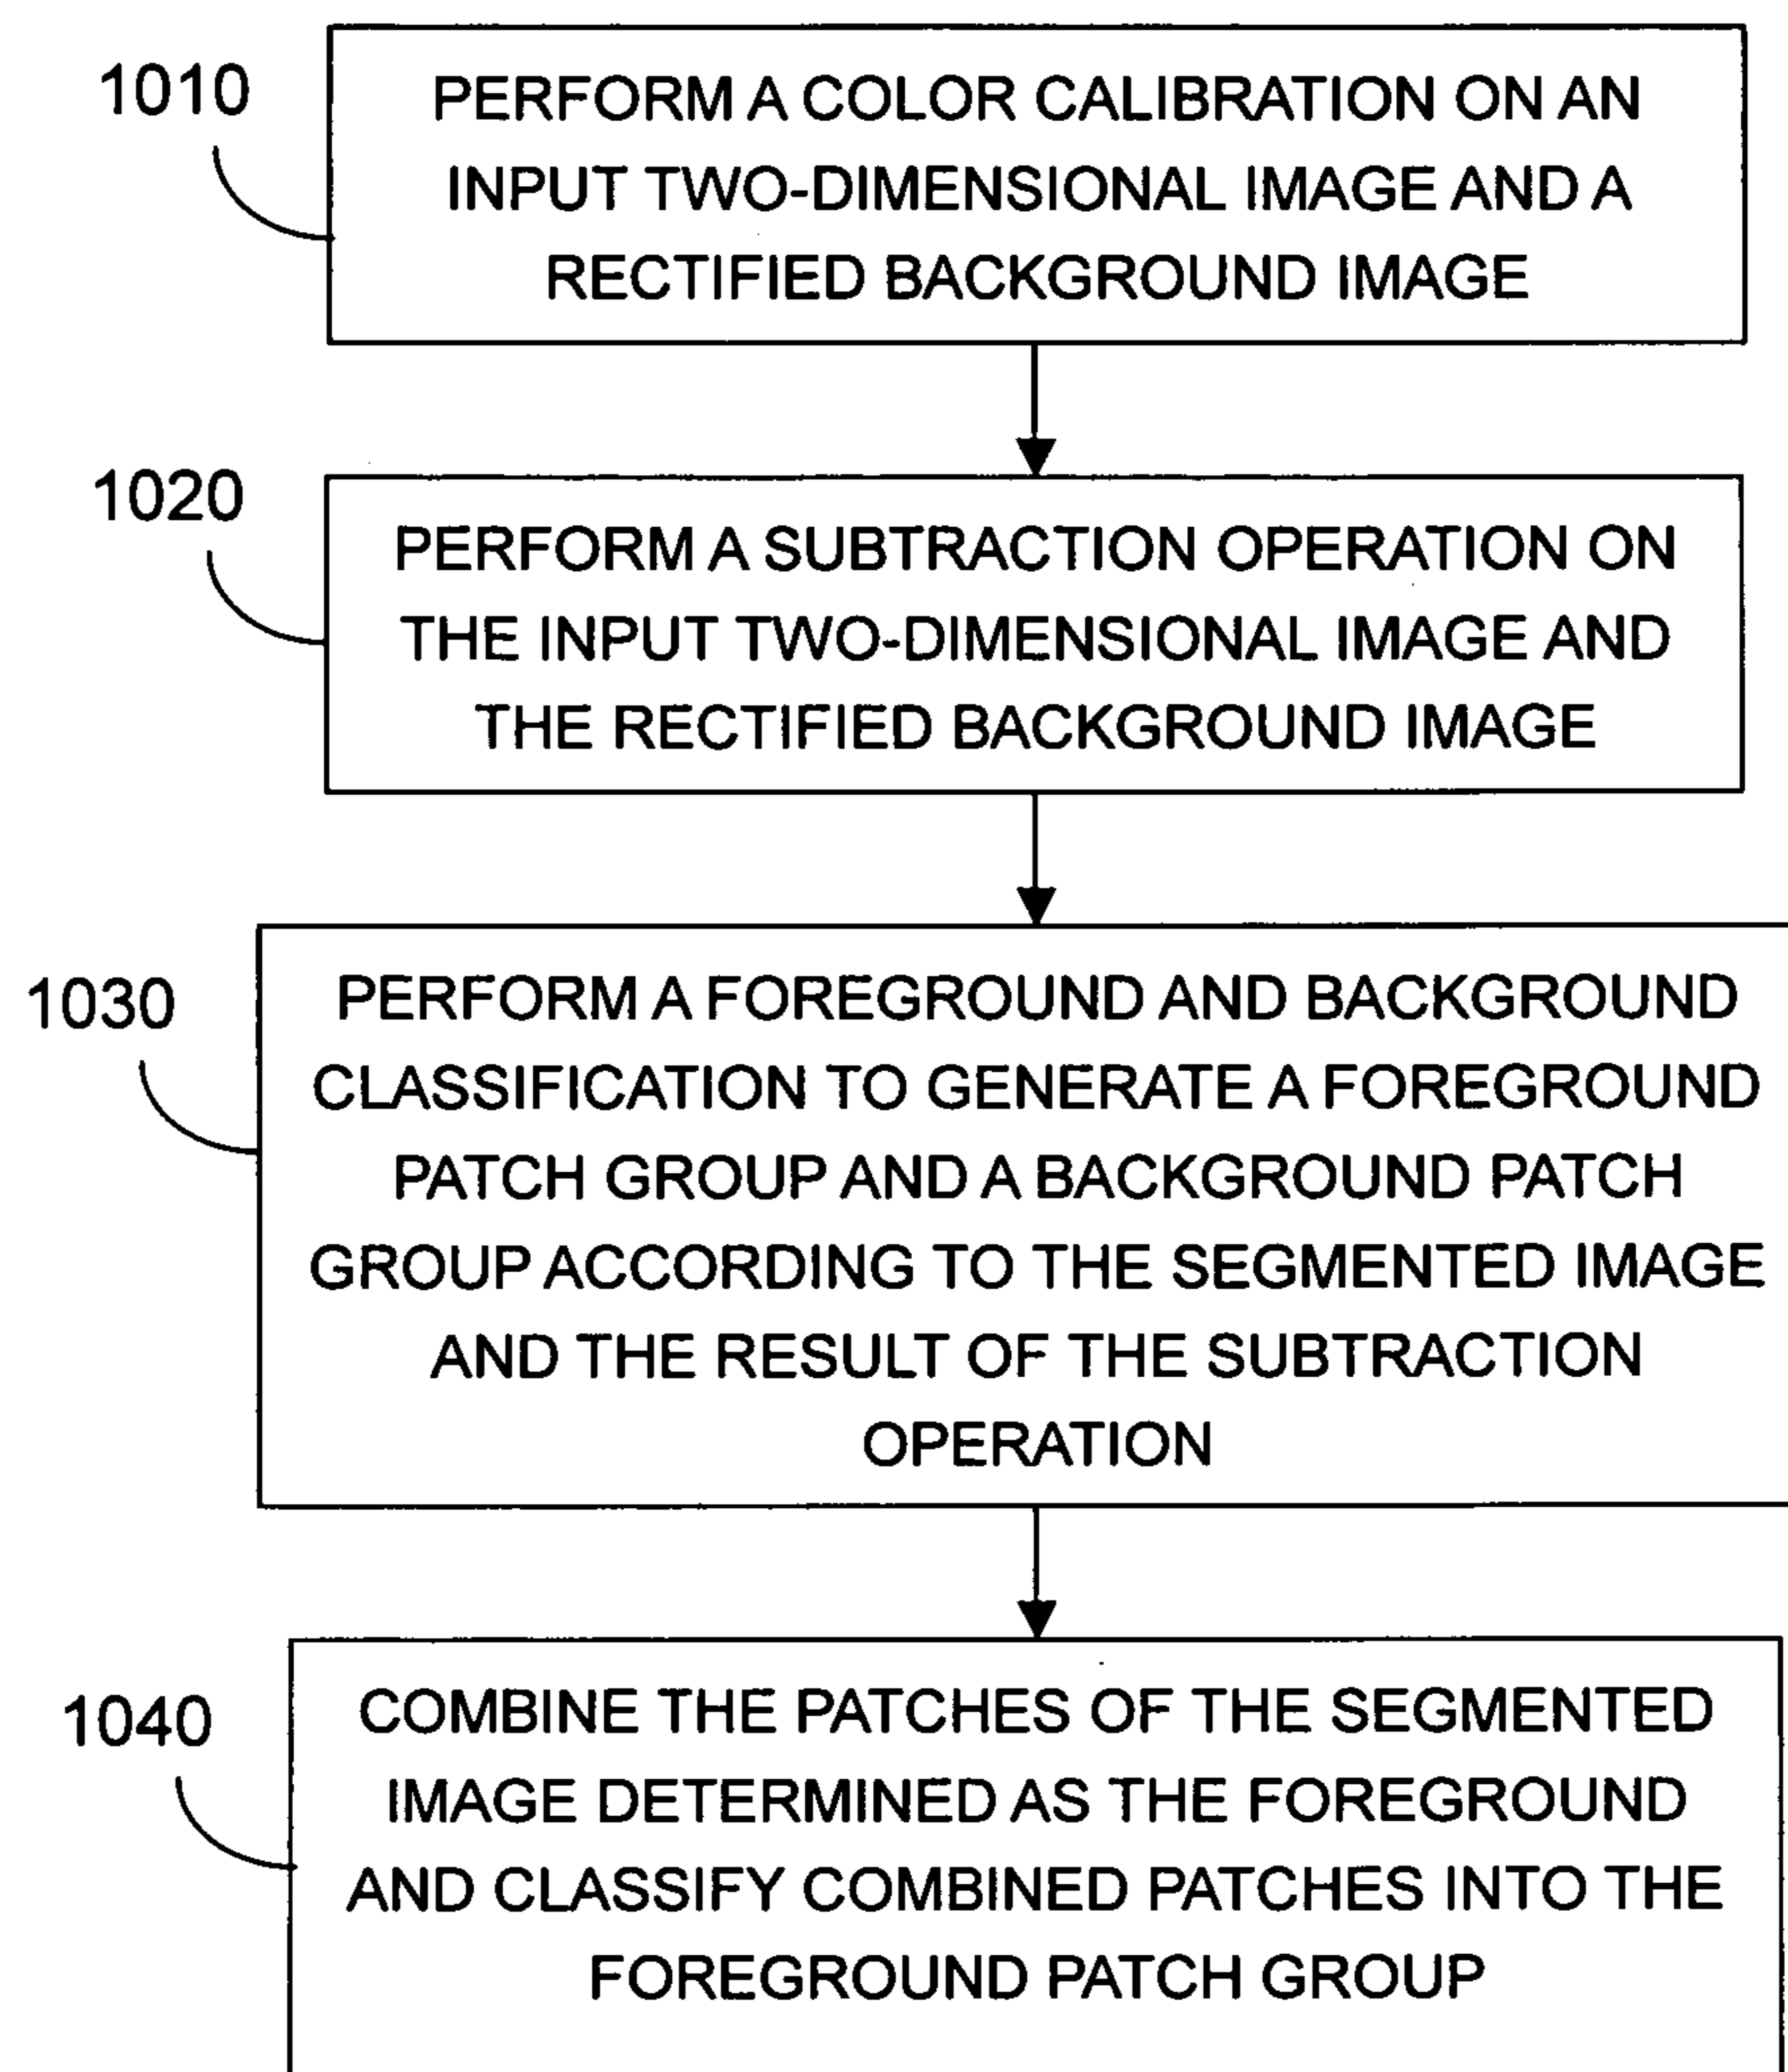 1010
PERFORM A COLOR CALIBRATION ON AN
INPUT TWO-DIMENSIONAL IMAGE AND A
RECTIFIED BACKGROUND IMAGE
1020
PERFORM A SUBTRACTION OPERATION ON
THE INPUT TWO-DIMENSIONAL IMAGE AND
THE RECTIFIED BACKGROUND IMAGE
1030
PERFORM A FOREGROUND AND BACKGROUND
CLASSIFICATION TO GENERATE A FOREGROUND
PATCH GROUP AND A BACKGROUND PATCH
GROUP ACCORDING TO THE SEGMENTED IMAGE
AND THE RESULT OF THE SUBTRACTION
OPERATION
1040
COMBINE THE PATCHES OF THE SEGMENTED
IMAGE DETERMINED AS THE FOREGROUND
AND CLASSIFY COMBINED PATCHES INTO THE
FOREGROUND PATCH GROUP